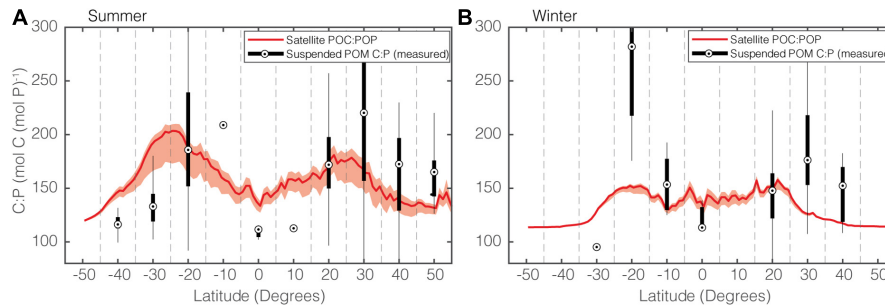 A Summer
Satellite POC:POP
Suspended POM C:P (measured)
300
250
200
150
100
C:P (mol C (mol P)⁻¹)
-50 -40 -30 -20 -10 0 10 20 30 40 50
Latitude (Degrees)
B Winter
Satellite POC:POP
Suspended POM C:P (measured)
300
250
200
150
100
-50 -40 -30 -20 -10 0 10 20 30 40 50
Latitude (Degrees)